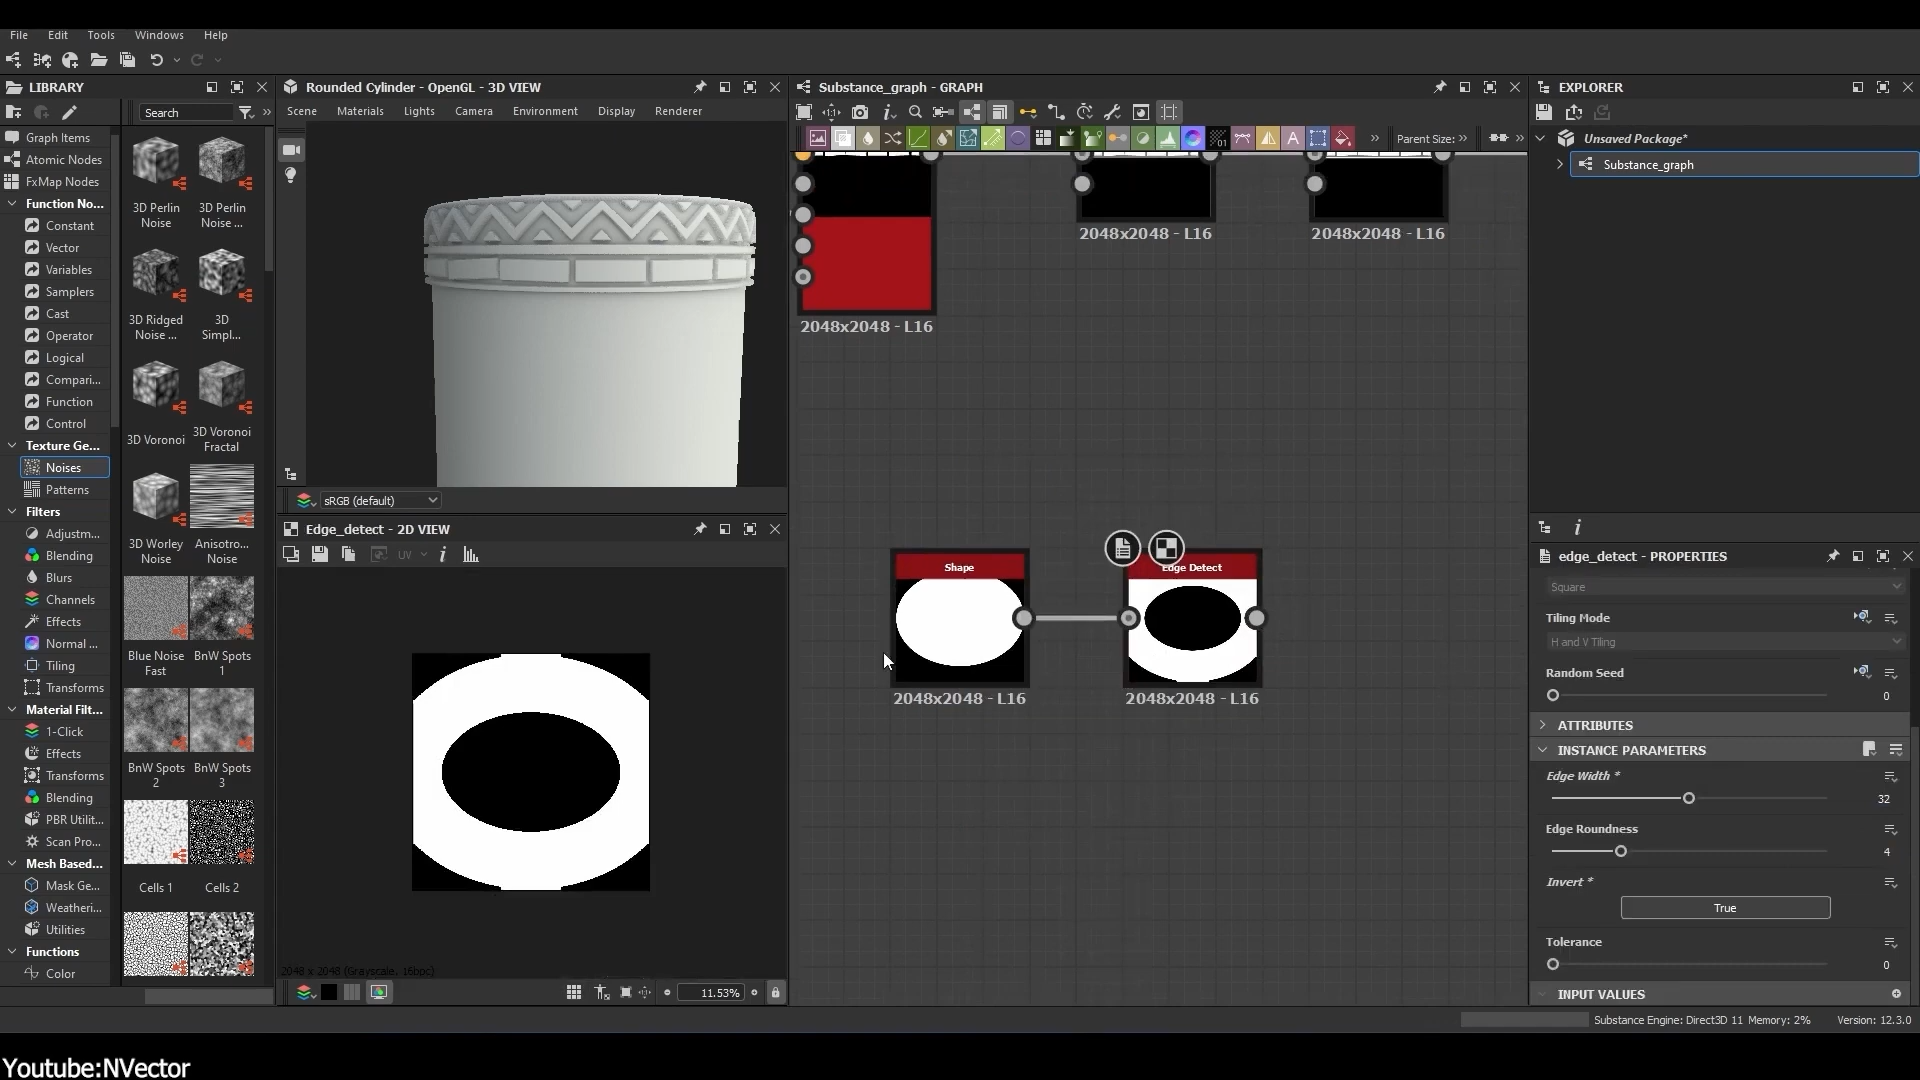 File Edit Tools Windows Help
LIBRARY
Search
Graph Items
Atomic Nodes
FxMap Nodes
Function No...
Constant
Vector
Variables
Samplers
Cast
Operator
Logical
Compari...
Function
Control
Texture Ge...
Noises
Patterns
Filters
Adjustm...
Blending
Blurs
Channels
Effects
Normal ...
Tiling
Transforms
Material Filt...
1-Click
Effects
Transforms
Blending
PBR Utilit...
Scan Pro...
Mesh Based...
Mask Ge...
Weatheri...
Utilities
Functions
Color
3D Perlin Noise
3D Perlin Noise ...
3D Ridged Noise ...
3D Simpl...
3D Voronoi
3D Voronoi Fractal
3D Worley Noise
Anisotro... Noise
Blue Noise Fast
BnW Spots 1
BnW Spots 2
BnW Spots 3
Cells 1
Cells 2
Rounded Cylinder - OpenGL - 3D VIEW
Scene Materials Lights Camera Environment Display Renderer
sRGB (default)
Edge_detect - 2D VIEW
UV
2048 x 2048 (Grayscale, 16bpc)
11.53%
Substance_graph - GRAPH
Parent Size:
2048x2048 - L16
2048x2048 - L16
2048x2048 - L16
Shape
2048x2048 - L16
Edge Detect
2048x2048 - L16
EXPLORER
Unsaved Package*
Substance_graph
edge_detect - PROPERTIES
Square
Tiling Mode
H and V Tiling
Random Seed
0
ATTRIBUTES
INSTANCE PARAMETERS
Edge Width *
32
Edge Roundness
4
Invert *
True
Tolerance
0
INPUT VALUES
Substance Engine: Direct3D 11 Memory: 2% Version: 12.3.0
Youtube:NVector